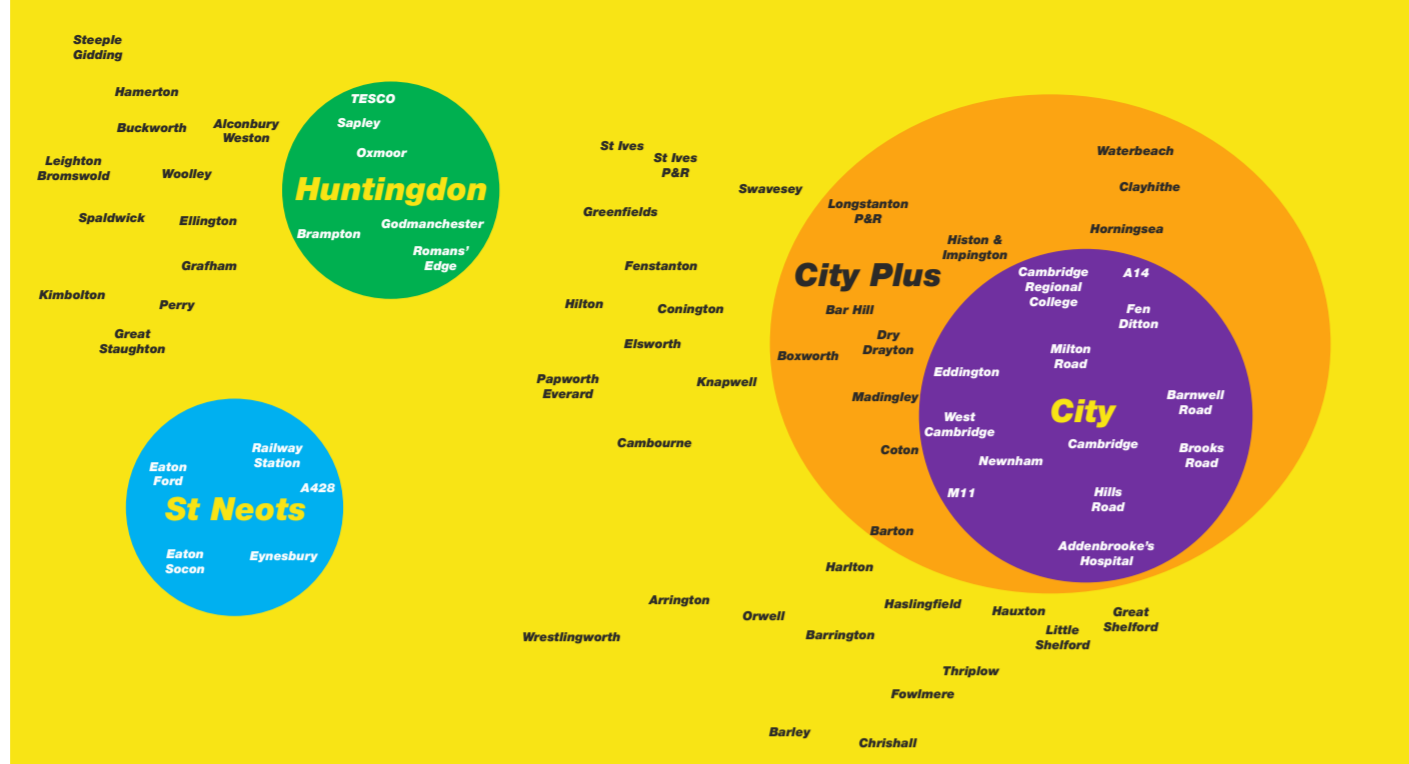 Steeple
Gidding
Hamerton
Buckworth
Alconbury
Weston
Leighton
Bromswold
Woolley
Spaldwick
Ellington
Grafham
Kimbolton
Perry
Great
Staughton
TESCO
Sapley
Oxmoor
Huntingdon
Godmanchester
Brampton
Romans'
Edge
St Ives
St Ives
P&R
Swavesey
Greenfields
Fenstanton
Hilton
Conington
Elsworth
Papworth
Everard
Knapwell
Cambourne
Waterbeach
Clayhithe
Longstanton
P&R
Horningsea
Histon &
Impington
City Plus
Bar Hill
Dry
Drayton
Boxworth
Madingley
Coton
Barton
Cambridge
Regional
College
A14
Fen
Ditton
Milton
Road
Eddington
Barnwell
Road
City
West
Cambridge
Cambridge
Brooks
Road
Newnham
M11
Hills
Road
Addenbrooke's
Hospital
Railway
Station
Eaton
Ford
A428
St Neots
Eaton
Socon
Eynesbury
Harlton
Arrington
Haslingfield
Hauxton
Great
Shelford
Orwell
Little
Shelford
Wrestlingworth
Barrington
Thriplow
Fowlmere
Barley
Chrishall